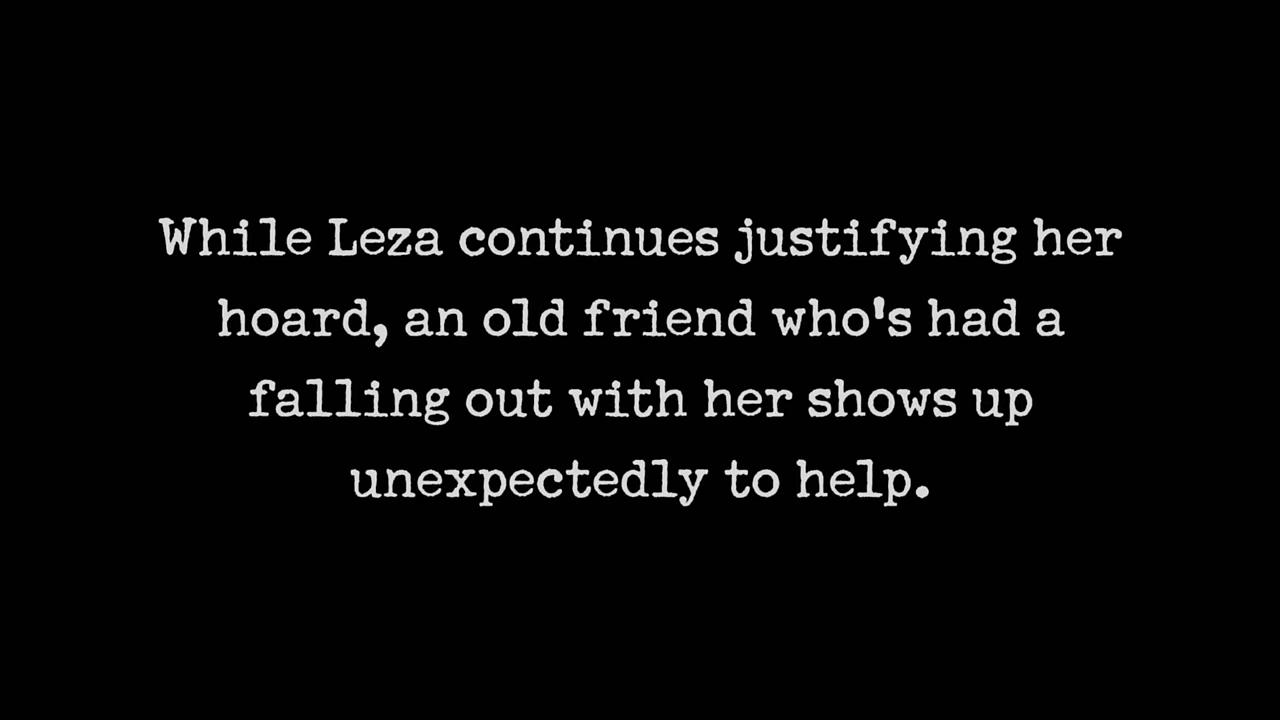 While Leza continues justifying her
hoard, an old friend who's had a
falling out with her shows up
unexpectedly to help.